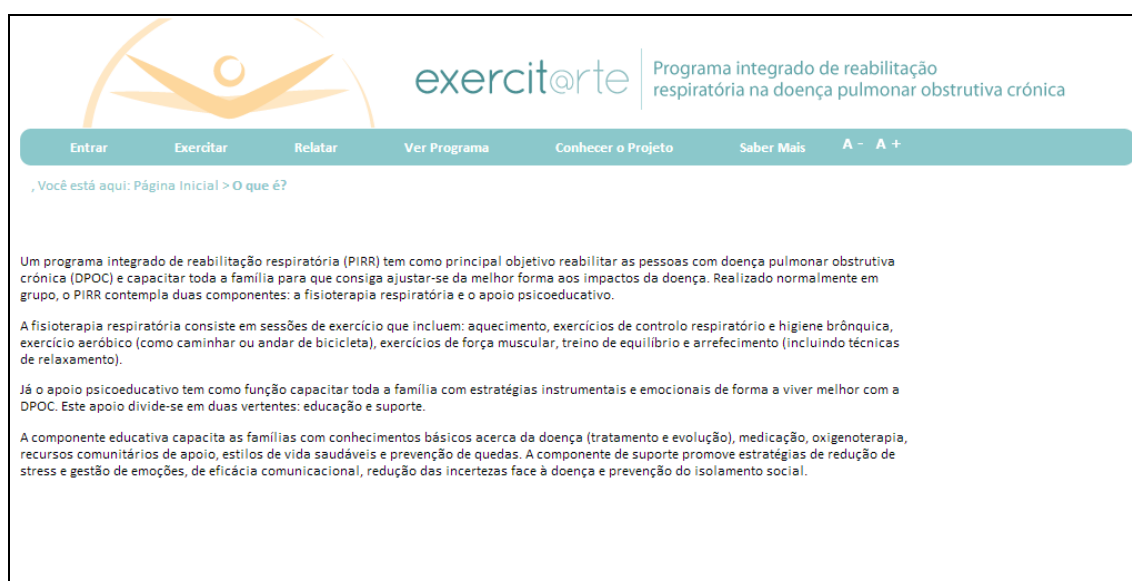 exercit@rte
Programa integrado de reabilitação
respiratória na doença pulmonar obstrutiva crónica
Entrar Exercitar Relatar Ver Programa Conhecer o Projeto Saber Mais A - A +
, Você está aqui: Página Inicial > O que é?
Um programa integrado de reabilitação respiratória (PIRR) tem como principal objetivo reabilitar as pessoas com doença pulmonar obstrutiva
crónica (DPOC) e capacitar toda a família para que consiga ajustar-se da melhor forma aos impactos da doença. Realizado normalmente em
grupo, o PIRR contempla duas componentes: a fisioterapia respiratória e o apoio psicoeducativo.
A fisioterapia respiratória consiste em sessões de exercício que incluem: aquecimento, exercícios de controlo respiratório e higiene brônquica,
exercício aeróbico (como caminhar ou andar de bicicleta), exercícios de força muscular, treino de equilíbrio e arrefecimento (incluindo técnicas
de relaxamento).
Já o apoio psicoeducativo tem como função capacitar toda a família com estratégias instrumentais e emocionais de forma a viver melhor com a
DPOC. Este apoio divide-se em duas vertentes: educação e suporte.
A componente educativa capacita as famílias com conhecimentos básicos acerca da doença (tratamento e evolução), medicação, oxigenoterapia,
recursos comunitários de apoio, estilos de vida saudáveis e prevenção de quedas. A componente de suporte promove estratégias de redução de
stress e gestão de emoções, de eficácia comunicacional, redução das incertezas face à doença e prevenção do isolamento social.